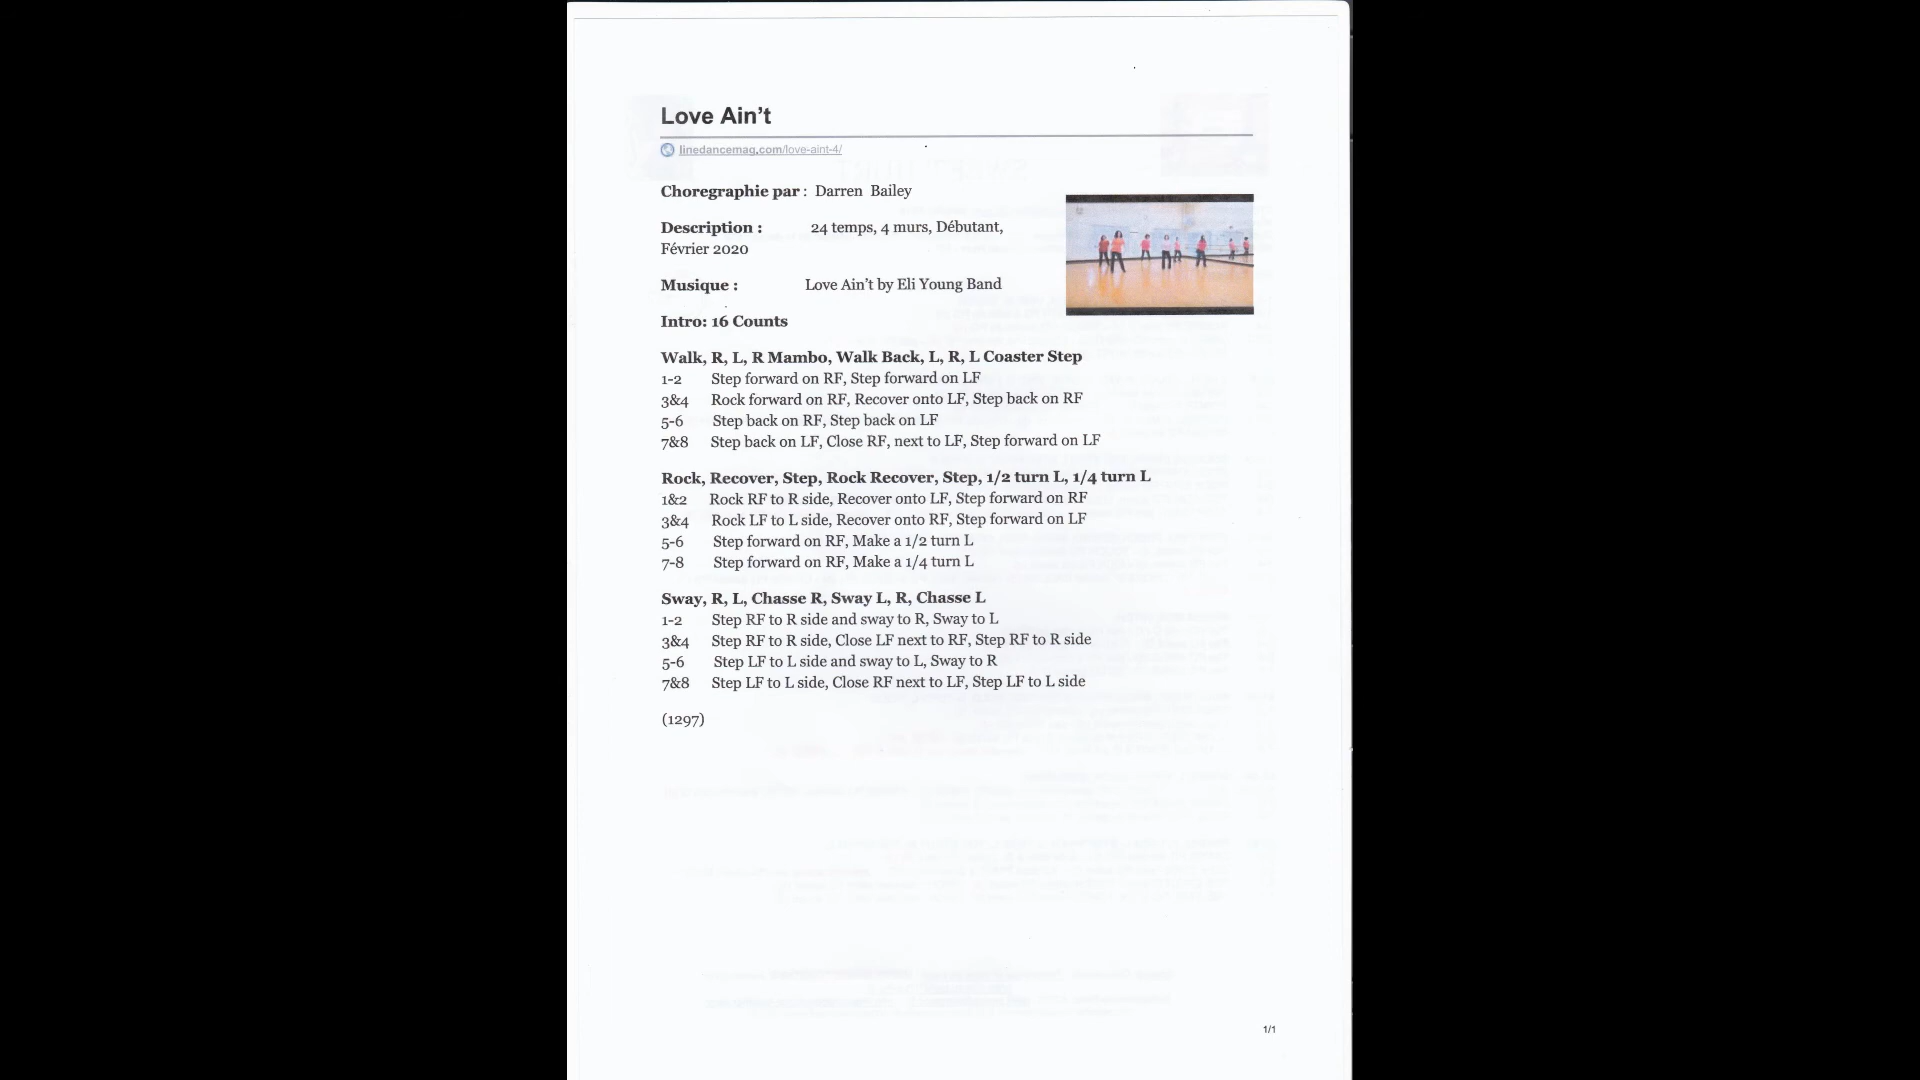 Love Ain't
linedancemag.com/love-aint-4/
Choregraphie par : Darren Bailey
Description : 24 temps, 4 murs, Débutant,
Février 2020
Musique : Love Ain't by Eli Young Band
Intro: 16 Counts
Walk, R, L, R Mambo, Walk Back, L, R, L Coaster Step
1-2 Step forward on RF, Step forward on LF
3&4 Rock forward on RF, Recover onto LF, Step back on RF
5-6 Step back on RF, Step back on LF
7&8 Step back on LF, Close RF, next to LF, Step forward on LF
Rock, Recover, Step, Rock Recover, Step, 1/2 turn L, 1/4 turn L
1&2 Rock RF to R side, Recover onto LF, Step forward on RF
3&4 Rock LF to L side, Recover onto RF, Step forward on LF
5-6 Step forward on RF, Make a 1/2 turn L
7-8 Step forward on RF, Make a 1/4 turn L
Sway, R, L, Chasse R, Sway L, R, Chasse L
1-2 Step RF to R side and sway to R, Sway to L
3&4 Step RF to R side, Close LF next to RF, Step RF to R side
5-6 Step LF to L side and sway to L, Sway to R
7&8 Step LF to L side, Close RF next to LF, Step LF to L side
(1297)
1/1